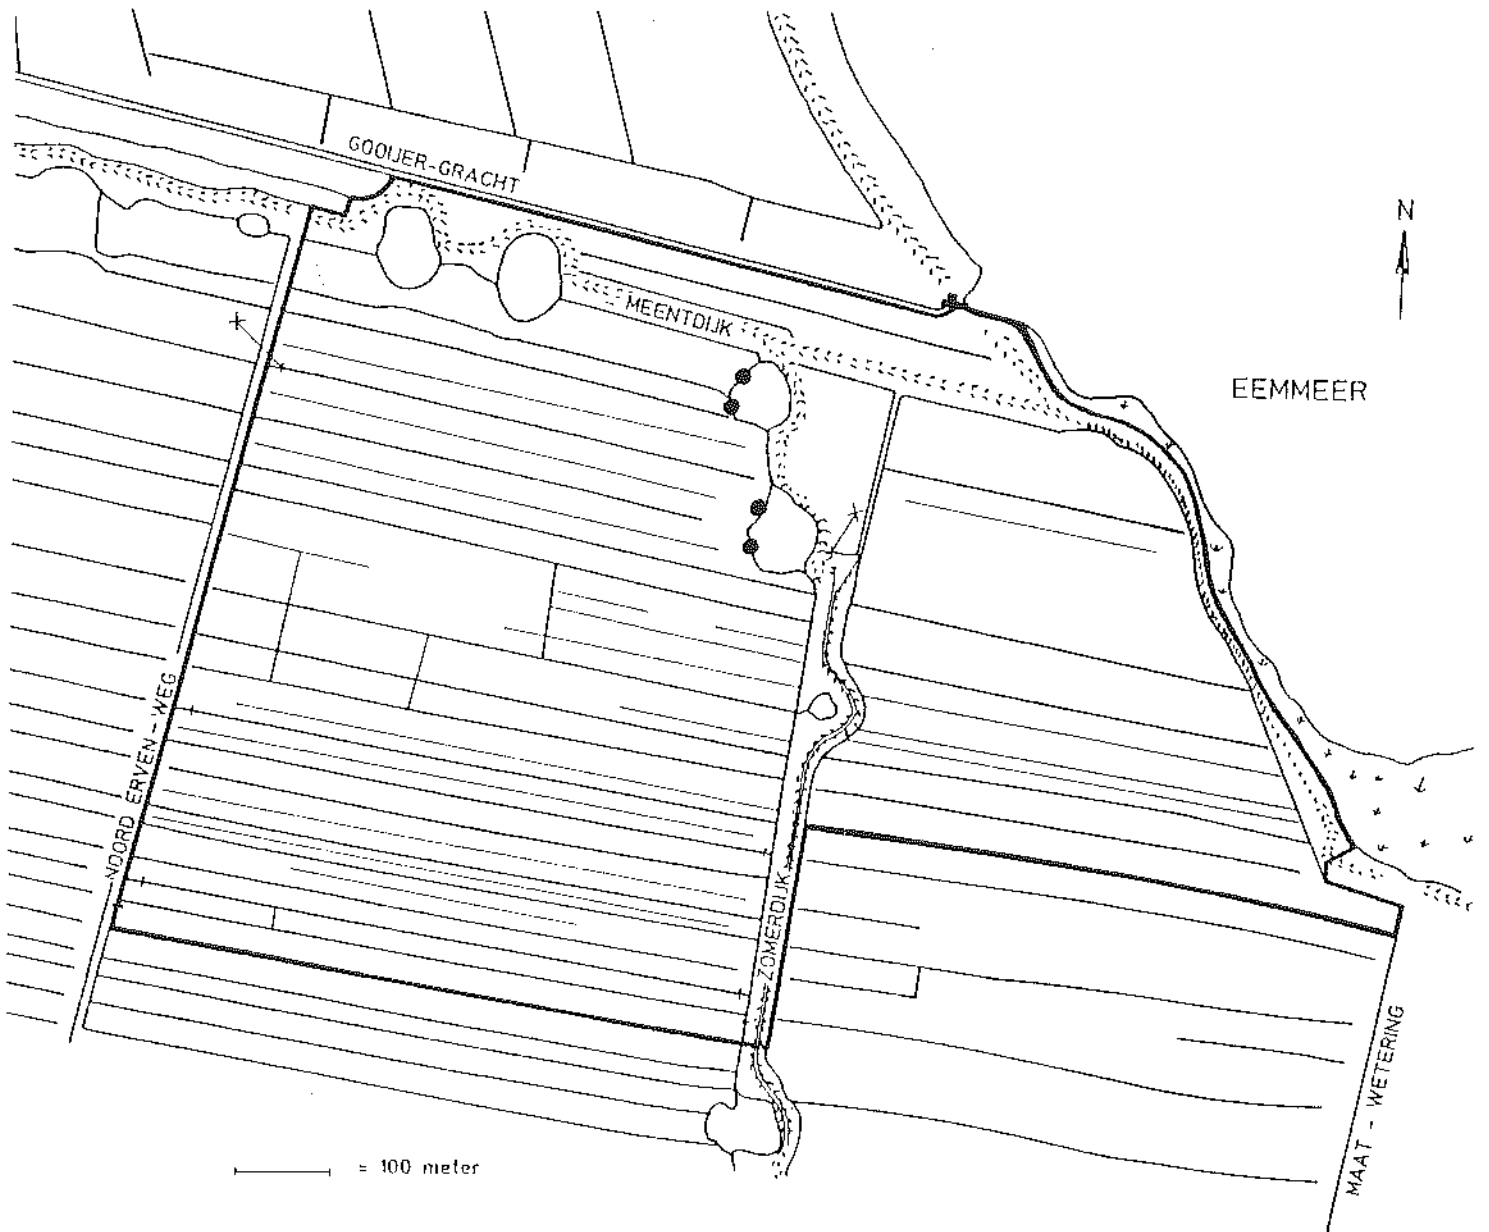 GOOIJER-GRACHT
N
MEENTDIJK
EEMMEER
NOORD ERVEN-WEG
ZOMERDIJK
MAAT - WETERING
= 100 meter